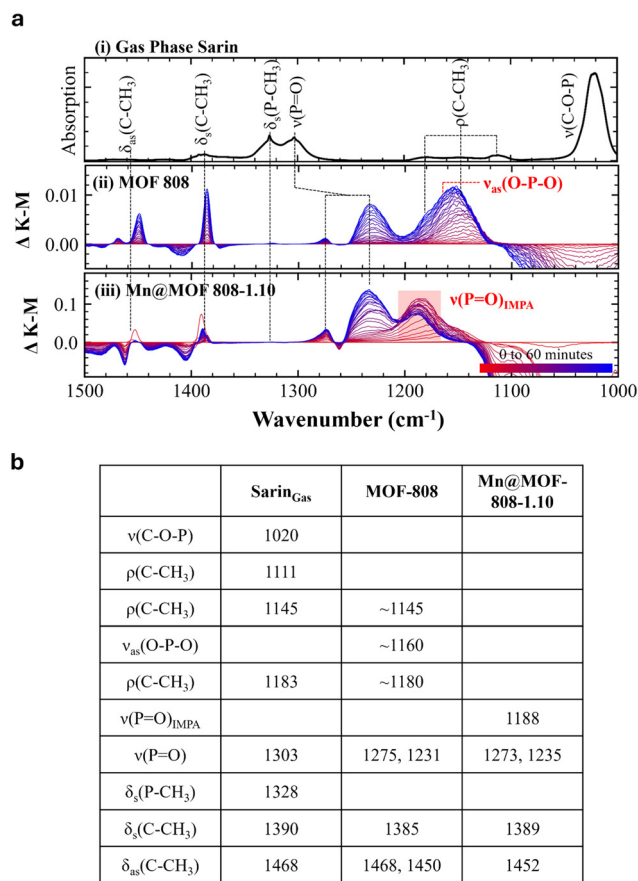 a
(i) Gas Phase Sarin
Absorption
δas(C-CH3)
δs(C-CH3)
δs(P-CH3)
ν(P=O)
ρ(C-CH3)
ν(C-O-P)
(ii) MOF 808
νas(O-P-O)
0.01
0.00
Δ K-M
(iii) Mn@MOF 808-1.10
ν(P=O)IMPA
0.1
0.0
Δ K-M
0 to 60 minutes
1500 1400 1300 1200 1100 1000
Wavenumber (cm-1)
b
SarinGas MOF-808 Mn@MOF-
808-1.10
ν(C-O-P) 1020
ρ(C-CH3) 1111
ρ(C-CH3) 1145 ~1145
νas(O-P-O) ~1160
ρ(C-CH3) 1183 ~1180
ν(P=O)IMPA 1188
ν(P=O) 1303 1275, 1231 1273, 1235
δs(P-CH3) 1328
δs(C-CH3) 1390 1385 1389
δas(C-CH3) 1468 1468, 1450 1452